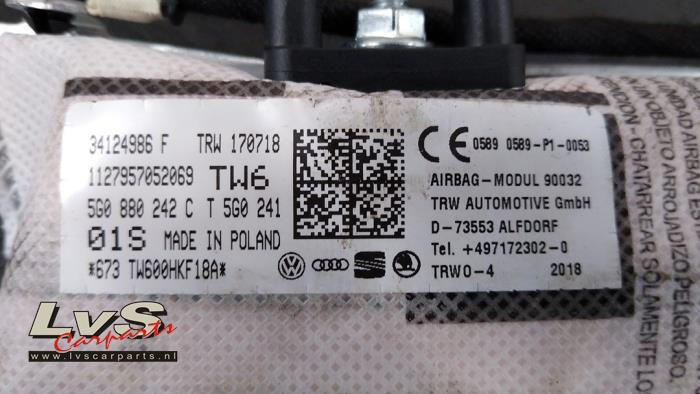 34124986 F TRW 170718
1127957052069 TW6
5G0 880 242 C T 5G0 241
01S MADE IN POLAND
*673 TW600HKF18A*
CE 0589 0589-P1-0053
AIRBAG-MODUL 90032
TRW AUTOMOTIVE GmbH
D-73553 ALFDORF
Tel. +497172302-0
TRWO-4 2018
UN OBJETO ARROJADIZO PELIGROSO.
CHATARREAR SOLAMENTE
LvS
Carparts
www.lvscarparts.nl